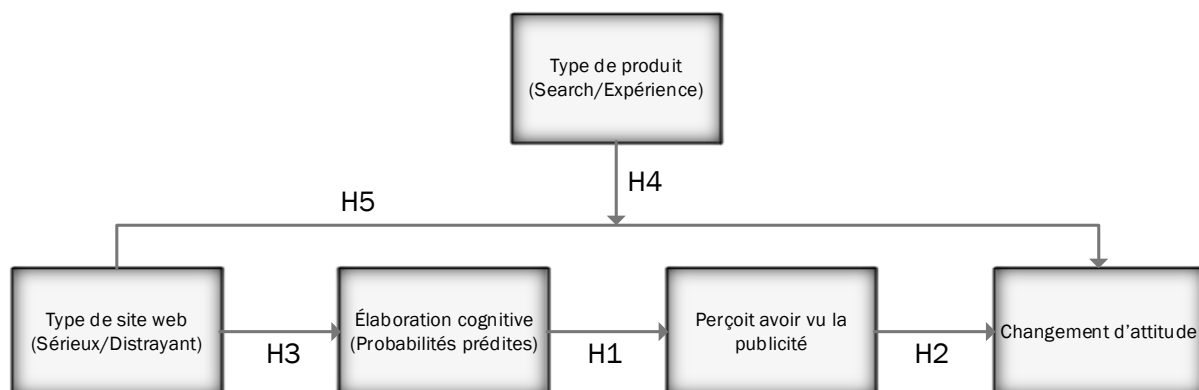 Type de produit
(Search/Expérience)
H4
H5
Type de site web
(Sérieux/Distrayant)
H3
Élaboration cognitive
(Probabilités prédites)
H1
Perçoit avoir vu la
publicité
H2
Changement d'attitude